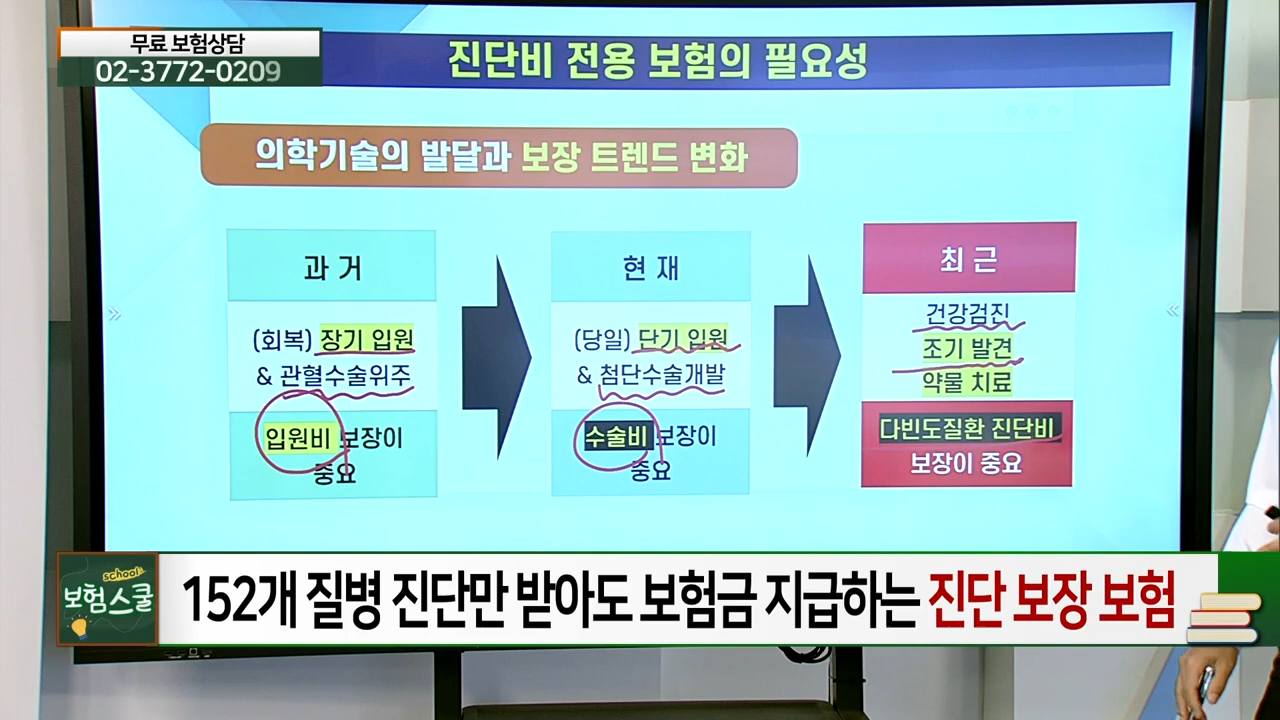 무료 보험상담
02-3772-0209
진단비 전용 보험의 필요성
의학기술의 발달과 보장 트렌드 변화
과 거
(회복) 장기 입원
& 관혈수술위주
입원비 보장이
중요
현 재
(당일) 단기 입원
& 첨단수술개발
수술비 보장이
중요
최 근
건강검진
조기 발견
약물 치료
다빈도질환 진단비
보장이 중요
school
보험스쿨
152개 질병 진단만 받아도 보험금 지급하는 진단 보장 보험